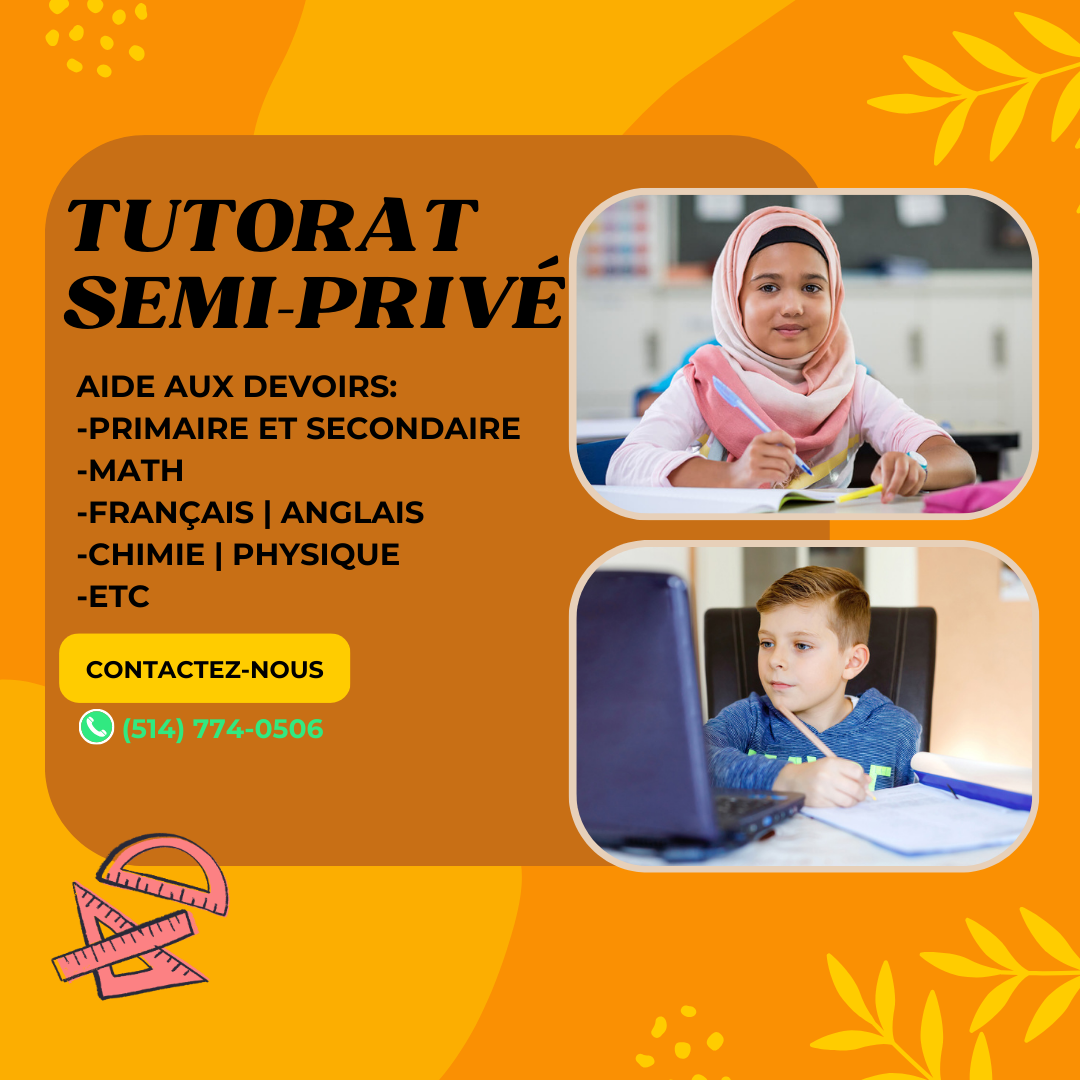 TUTORAT
SEMI-PRIVÉ
AIDE AUX DEVOIRS:
-PRIMAIRE ET SECONDAIRE
-MATH
-FRANÇAIS | ANGLAIS
-CHIMIE | PHYSIQUE
-ETC
CONTACTEZ-NOUS
(514) 774-0506